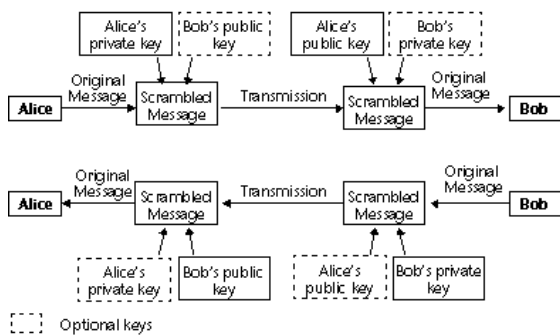 Alice's
private key
Bob's public
key
Alice's
public key
Bob's
private key
Original
Message
Original
Message
Alice
Scrambled
Message
Transmission
Scrambled
Message
Bob
Original
Message
Original
Message
Alice
Scrambled
Message
Transmission
Scrambled
Message
Bob
Alice's
private key
Bob's public
key
Alice's
public key
Bob's private
key
Optional keys